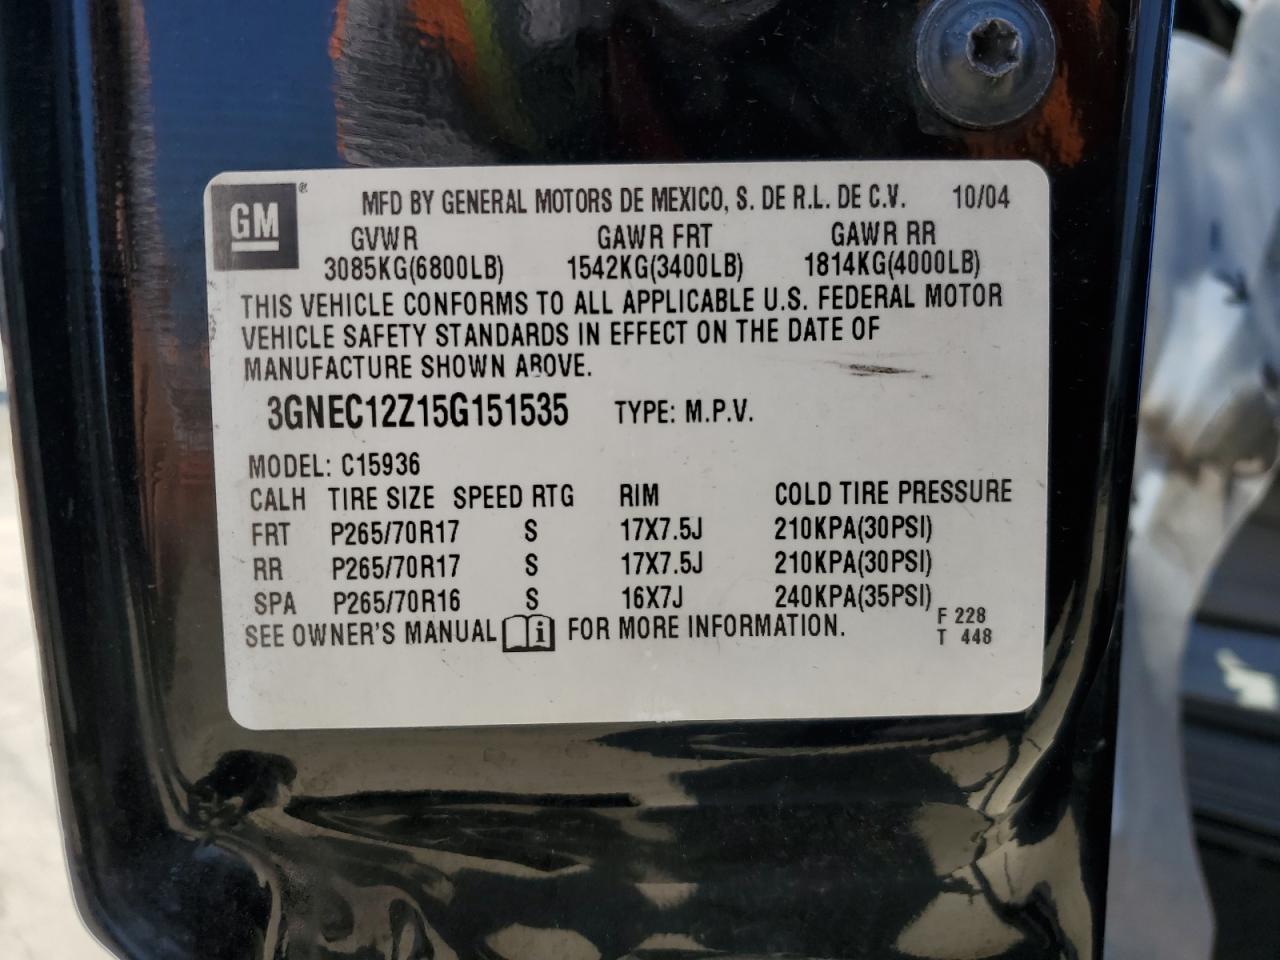 GM ® MFD BY GENERAL MOTORS DE MEXICO, S. DE R.L. DE C.V. 10/04
GVWR GAWR FRT GAWR RR
3085KG(6800LB) 1542KG(3400LB) 1814KG(4000LB)
THIS VEHICLE CONFORMS TO ALL APPLICABLE U.S. FEDERAL MOTOR
VEHICLE SAFETY STANDARDS IN EFFECT ON THE DATE OF
MANUFACTURE SHOWN ABOVE.
3GNEC12Z15G151535 TYPE: M.P.V.
MODEL: C15936
CALH TIRE SIZE SPEED RTG RIM COLD TIRE PRESSURE
FRT P265/70R17 S 17X7.5J 210KPA(30PSI)
RR P265/70R17 S 17X7.5J 210KPA(30PSI)
SPA P265/70R16 S 16X7J 240KPA(35PSI)
SEE OWNER'S MANUAL i FOR MORE INFORMATION.
F 228
T 448